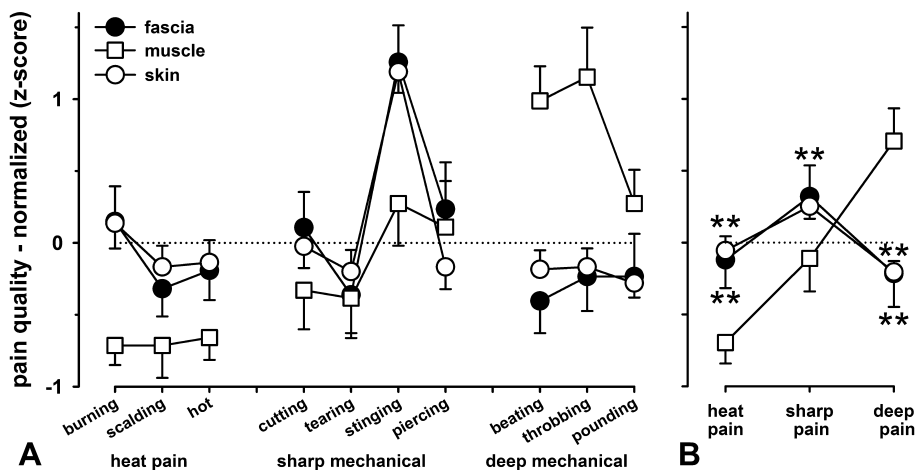 pain quality - normalized (z-score)
1
0
-1
fascia
muscle
skin
burning
scalding
hot
cutting
tearing
stinging
piercing
beating
throbbing
pounding
heat pain
sharp mechanical
deep mechanical
A
**
**
**
**
**
heat
pain
sharp
pain
deep
pain
B